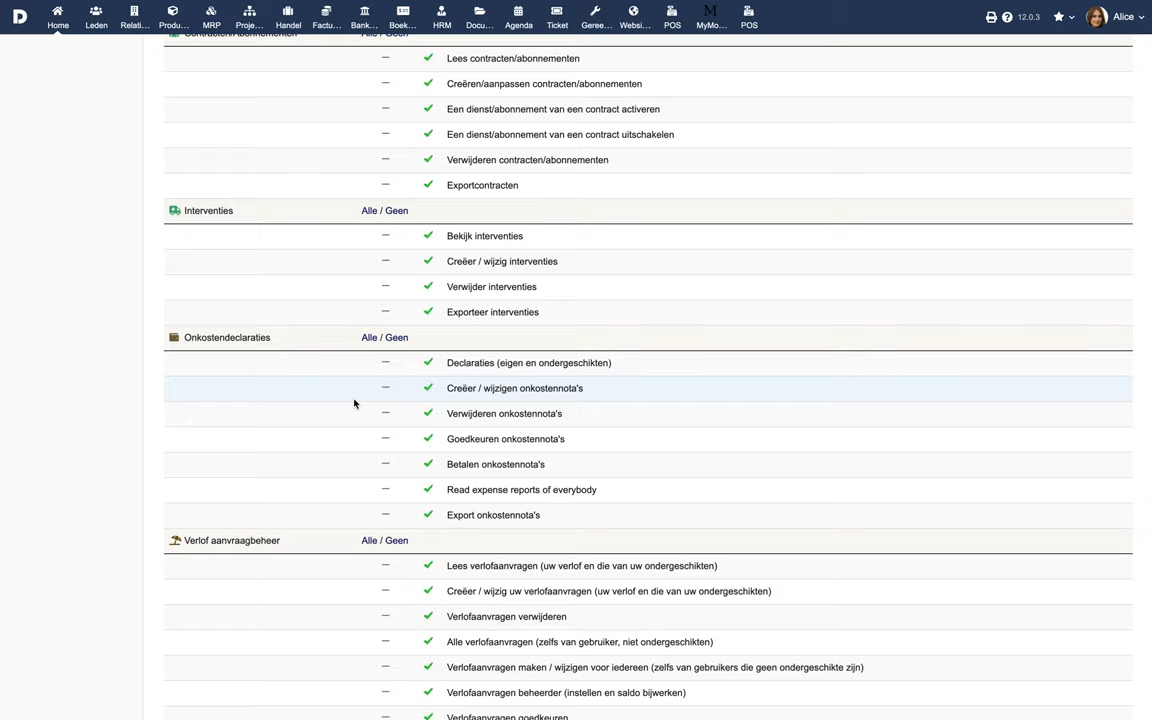 Home Leden Relati... Produ... MRP Proje... Handel Factu... Bank... Boek... HRM Docu... Agenda Ticket Geree... Websi... POS MyMo... POS 12.0.3 Alice
Contracten/Abonnementen Alle / Geen
Lees contracten/abonnementen
Creëren/aanpassen contracten/abonnementen
Een dienst/abonnement van een contract activeren
Een dienst/abonnement van een contract uitschakelen
Verwijderen contracten/abonnementen
Exportcontracten
Interventies Alle / Geen
Bekijk interventies
Creëer / wijzig interventies
Verwijder interventies
Exporteer interventies
Onkostendeclaraties Alle / Geen
Declaraties (eigen en ondergeschikten)
Creëer / wijzigen onkostennota's
Verwijderen onkostennota's
Goedkeuren onkostennota's
Betalen onkostennota's
Read expense reports of everybody
Export onkostennota's
Verlof aanvraagbeheer Alle / Geen
Lees verlofaanvragen (uw verlof en die van uw ondergeschikten)
Creëer / wijzig uw verlofaanvragen (uw verlof en die van uw ondergeschikten)
Verlofaanvragen verwijderen
Alle verlofaanvragen (zelfs van gebruiker, niet ondergeschikten)
Verlofaanvragen maken / wijzigen voor iedereen (zelfs van gebruikers die geen ondergeschikte zijn)
Verlofaanvragen beheerder (instellen en saldo bijwerken)
Verlofaanvragen goedkeuren